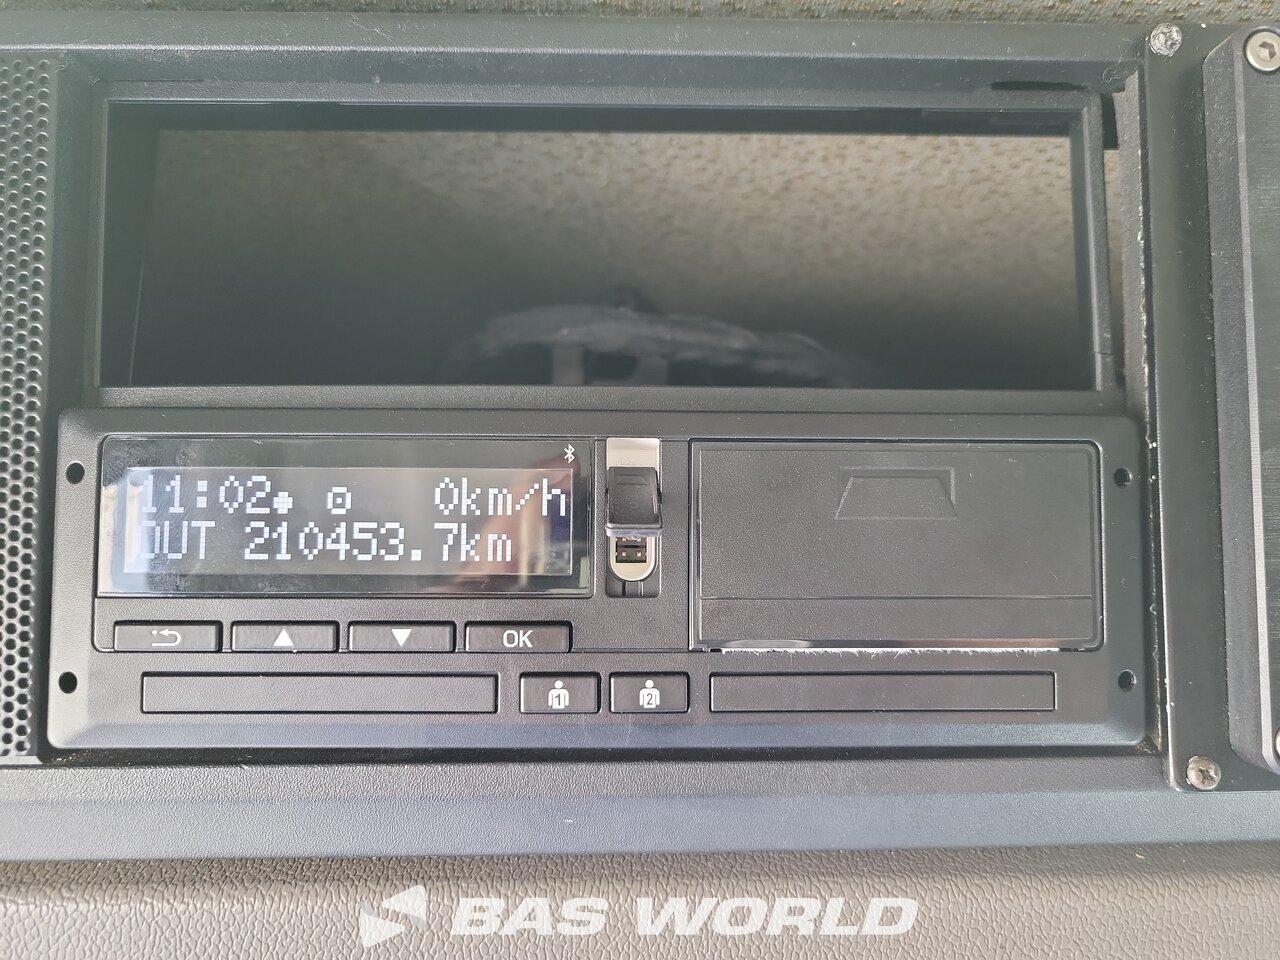 11:02 0km/h
OUT 210453.7km
OK
1 2
BAS WORLD